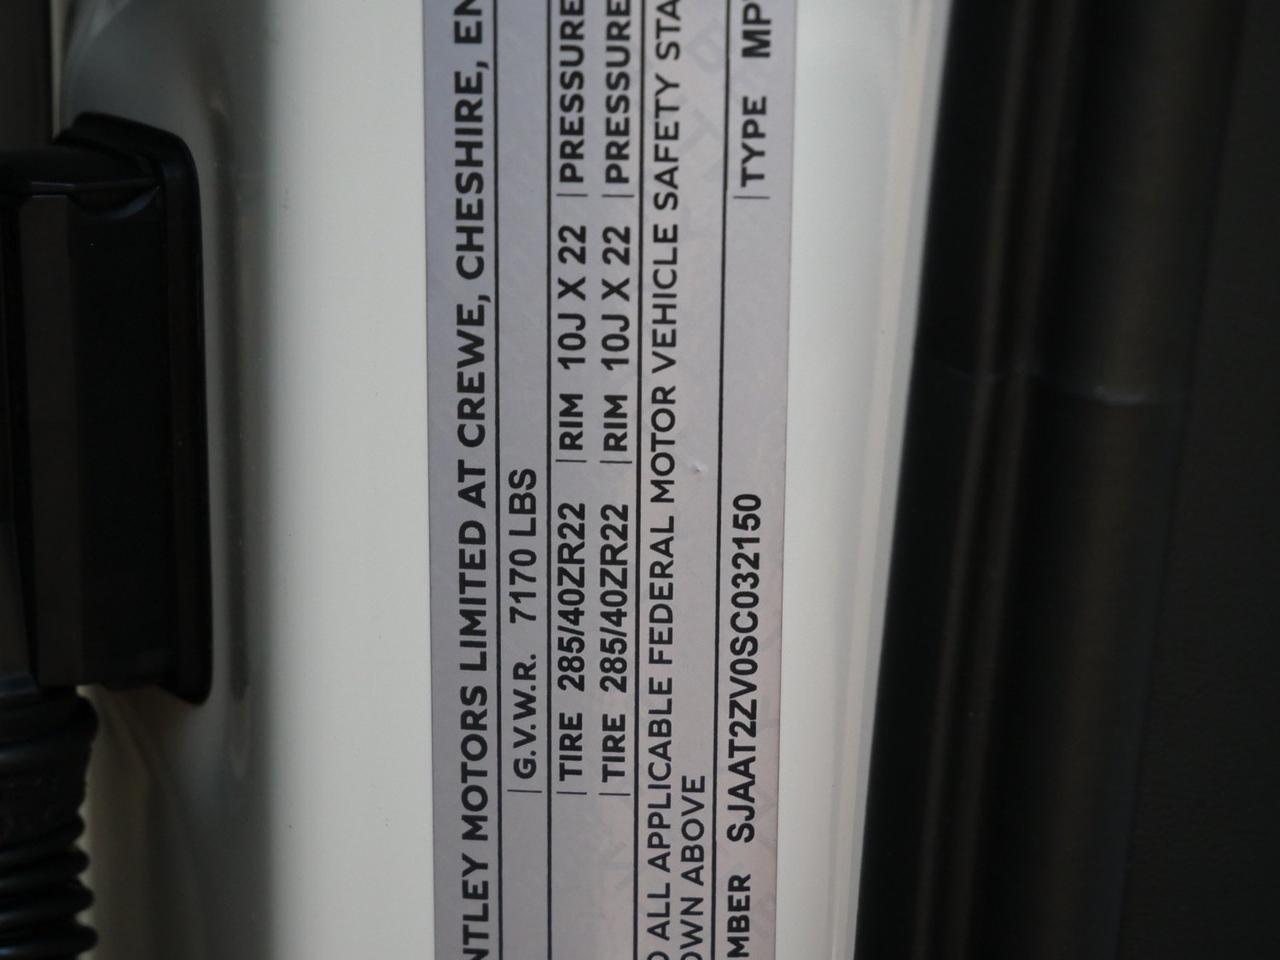 NTLEY MOTORS LIMITED AT CREWE, CHESHIRE, EN
G.V.W.R. 7170 LBS
TIRE 285/40ZR22 RIM 10J X 22 PRESSURE
TIRE 285/40ZR22 RIM 10J X 22 PRESSURE
O ALL APPLICABLE FEDERAL MOTOR VEHICLE SAFETY STA
OWN ABOVE
MBER SJAAT2ZV0SC032150 TYPE MP